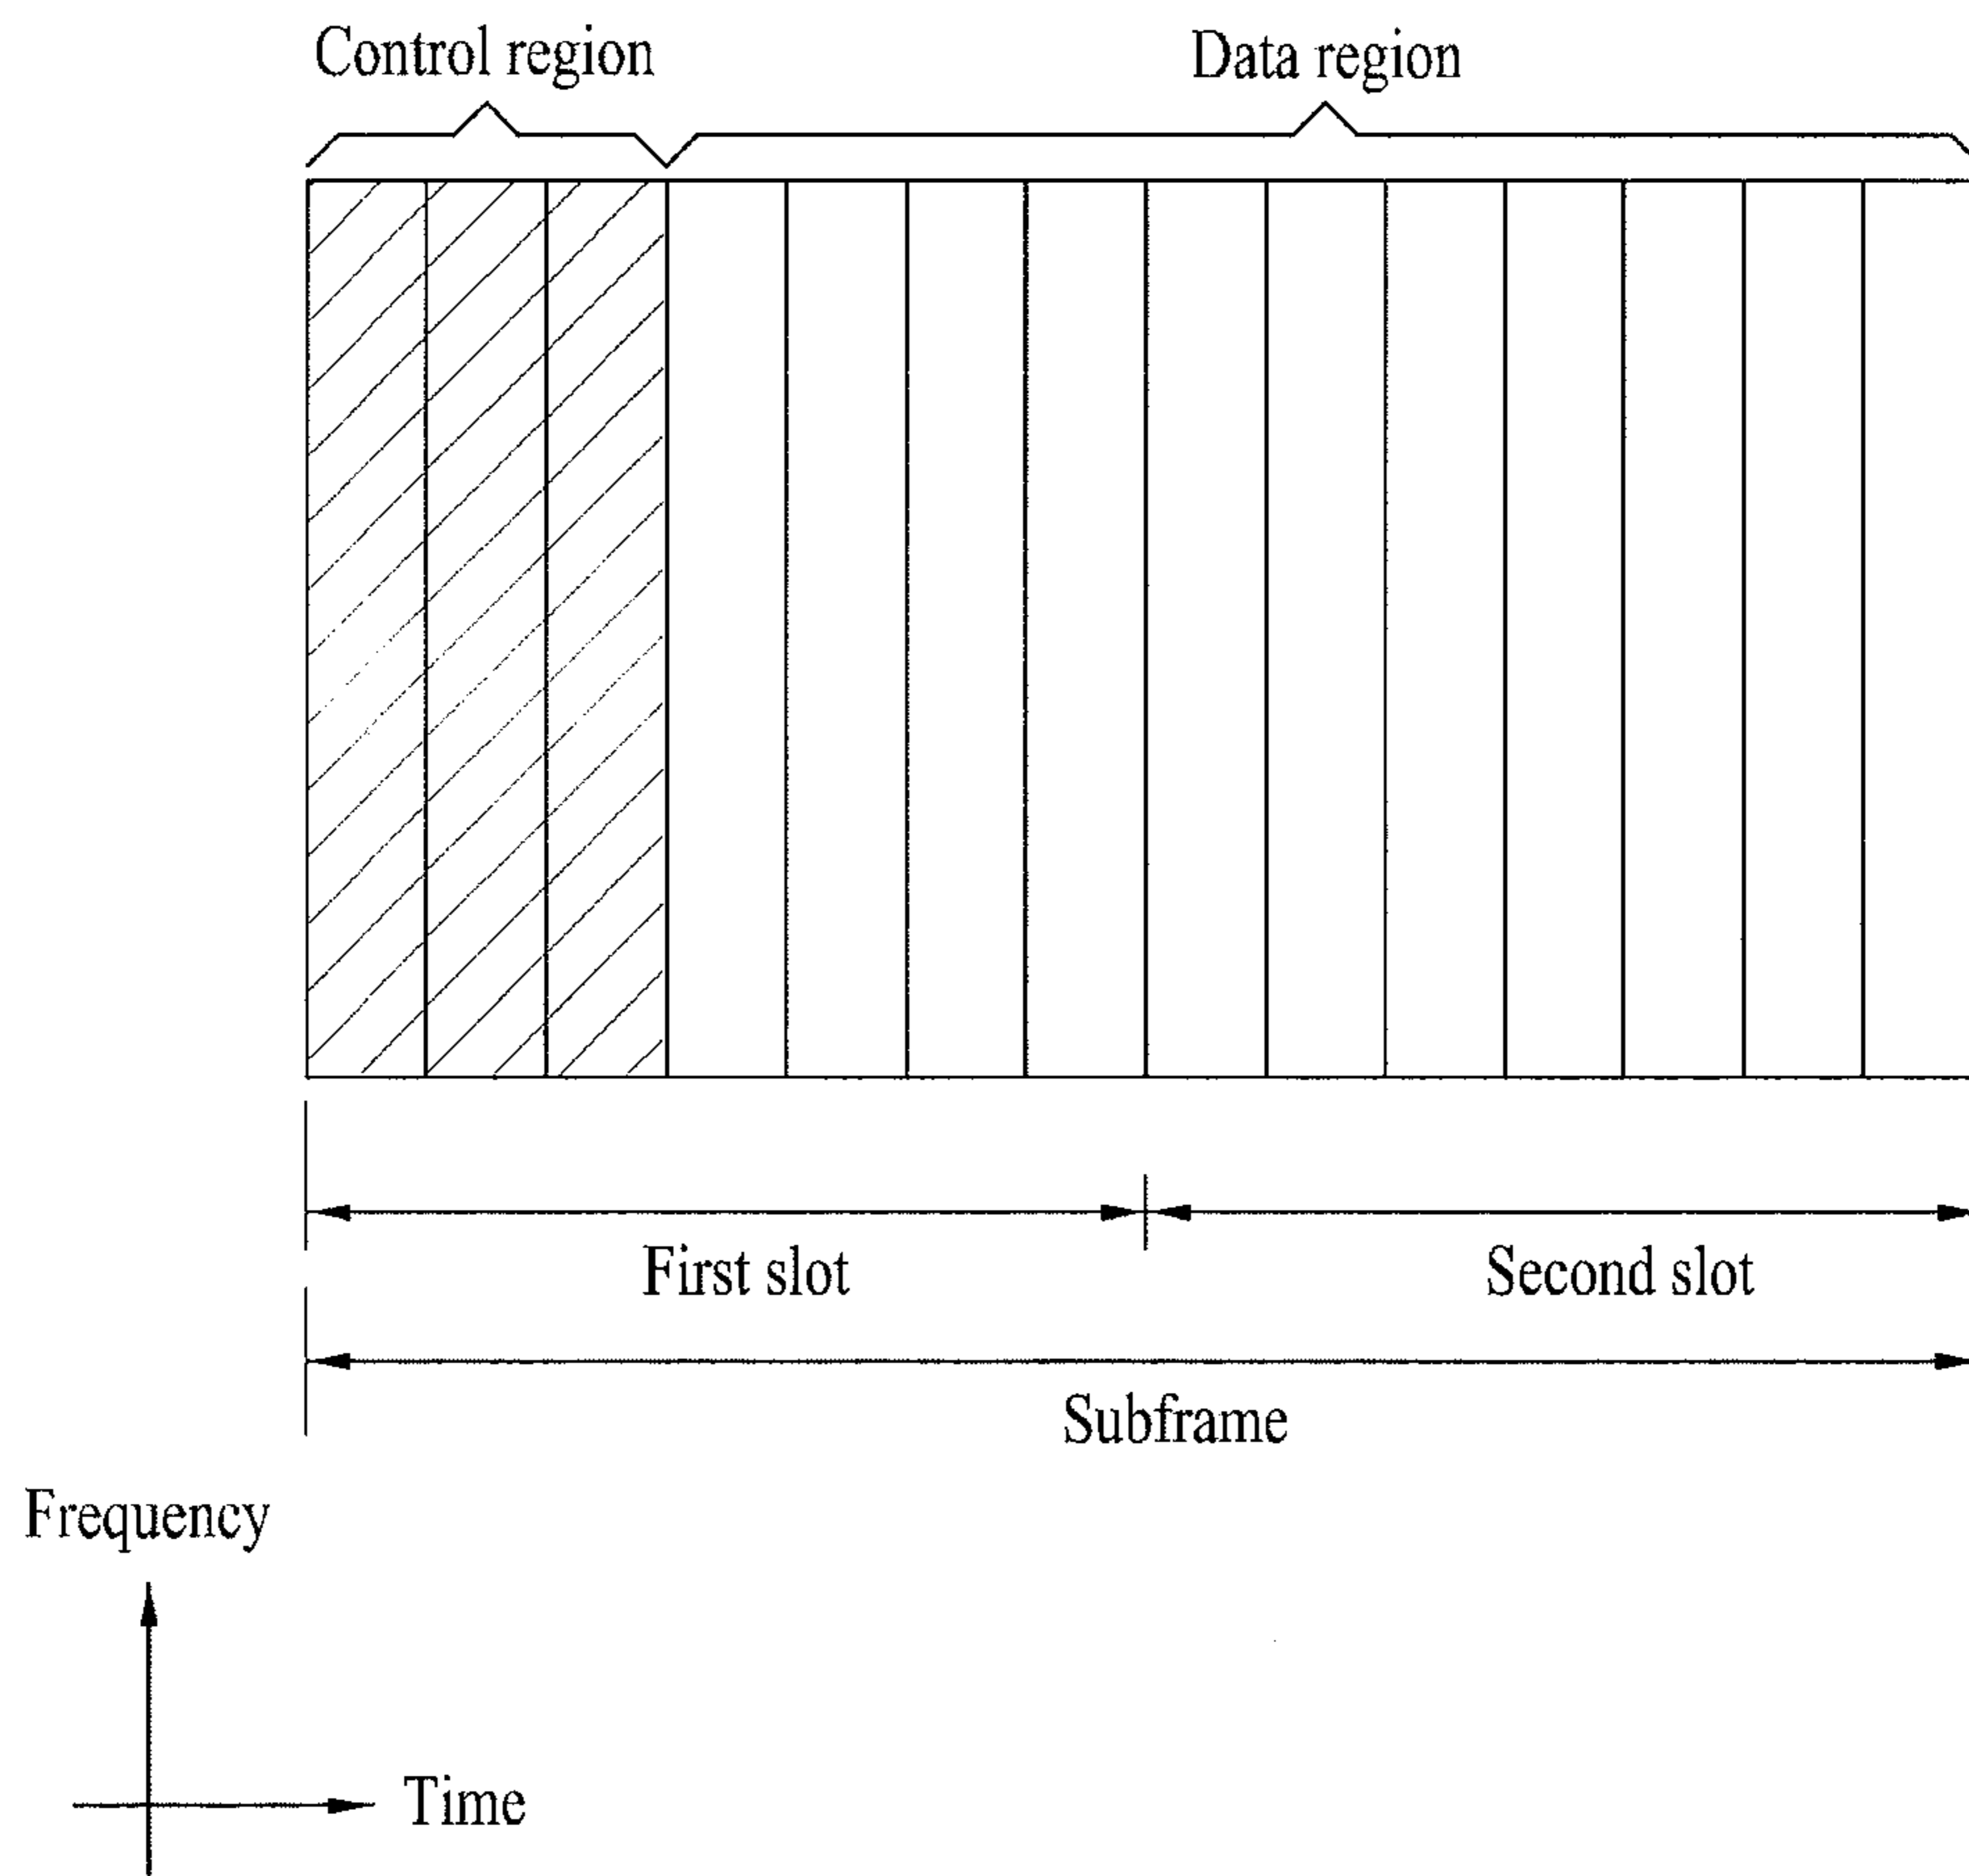 Control region
Data region
First slot
Second slot
Subframe
Frequency
Time